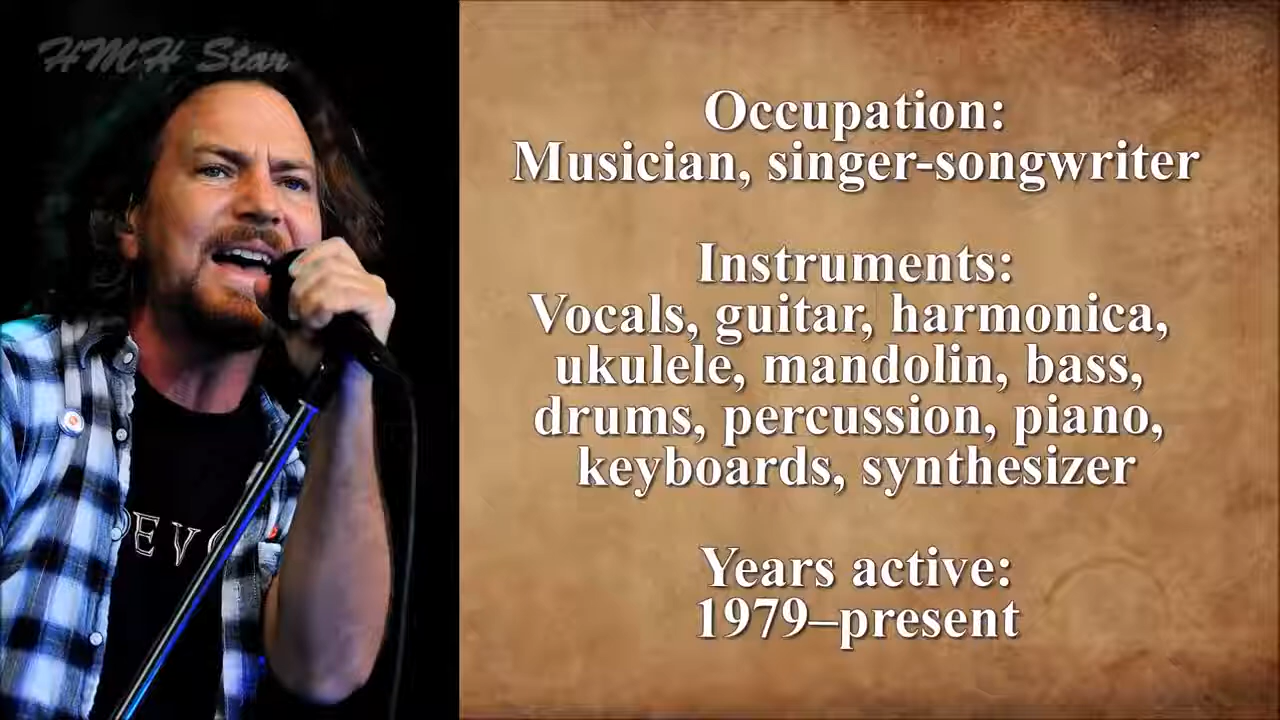 HMH Star
Occupation:
Musician, singer-songwriter
Instruments:
Vocals, guitar, harmonica,
ukulele, mandolin, bass,
drums, percussion, piano,
keyboards, synthesizer
Years active:
1979–present
DEVO